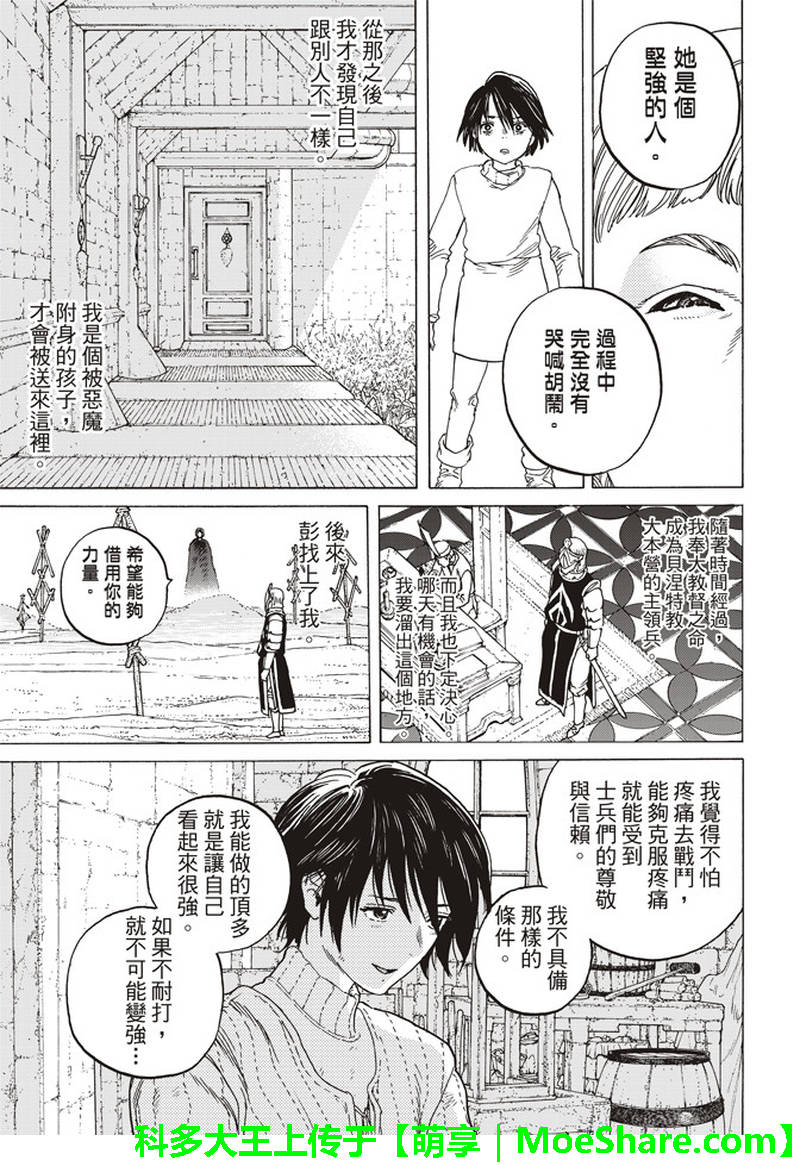 她是個
堅強的人。
過程中
完全沒有
哭喊胡鬧。
從那之後
我才發現自己
跟別人不一樣。
我是個被惡魔
附身的孩子，
才會被送來這裡。
隨著時間經過，
我奉大教督之命
成為貝涅特教
大本營的主領兵。
而且我也下定決心
哪天有機會的話，
我要溜出這個地方。
後來，
彭找上了我。
希望能夠
借用你的
力量。
我覺得不怕
疼痛去戰鬥，
能夠克服疼痛
就能受到
士兵們的尊敬
與信賴。
我不具備
那樣的
條件。
我能做的頂多
就是讓自己
看起來很強。
如果不耐打，
就不可能變強…
科多大王上传于【萌享 | MoeShare.com】